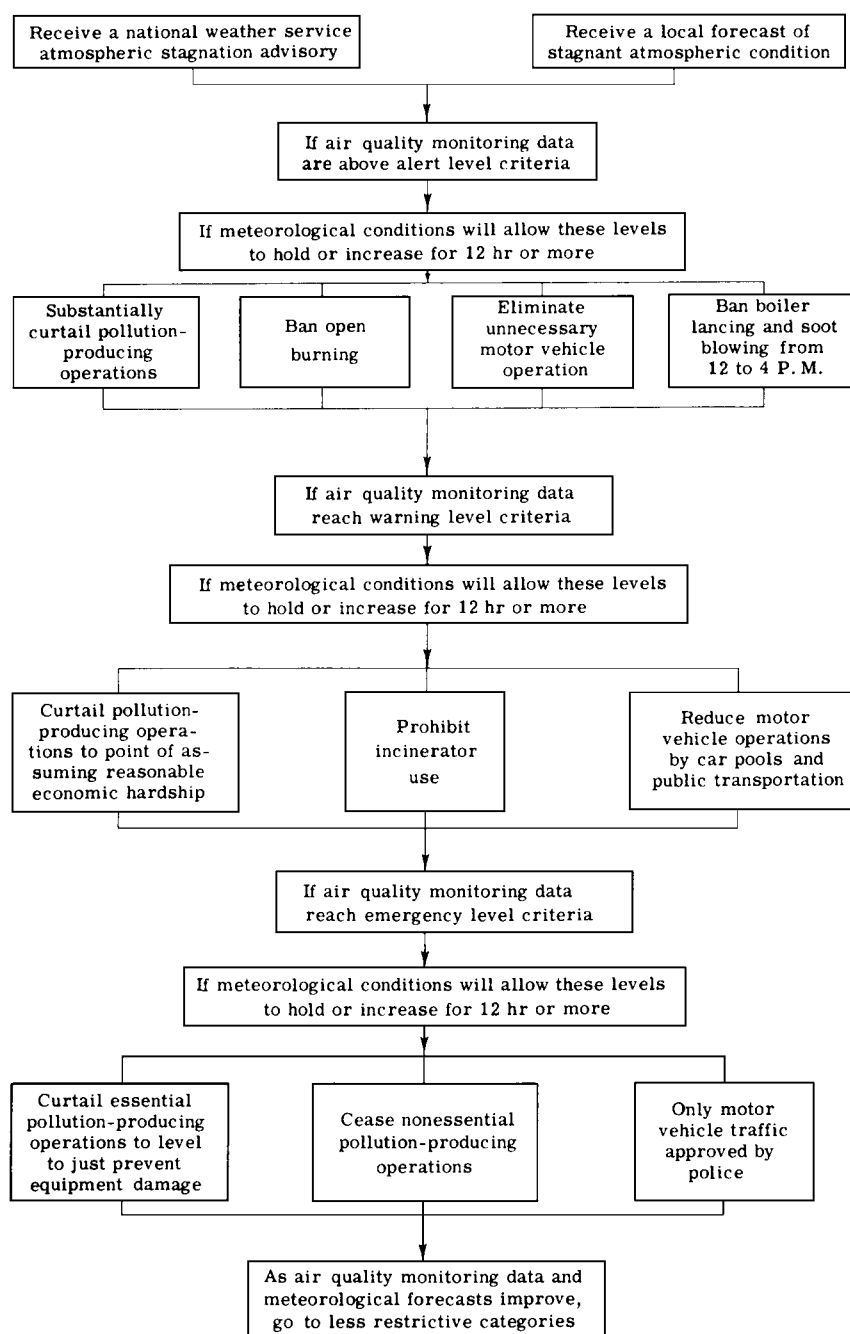 Receive a national weather service
atmospheric stagnation advisory
Receive a local forecast of
stagnant atmospheric condition
If air quality monitoring data
are above alert level criteria
If meteorological conditions will allow these levels
to hold or increase for 12 hr or more
Substantially
curtail pollution-
producing
operations
Ban open
burning
Eliminate
unnecessary
motor vehicle
operation
Ban boiler
lancing and soot
blowing from
12 to 4 P. M.
If air quality monitoring data
reach warning level criteria
If meteorological conditions will allow these levels
to hold or increase for 12 hr or more
Curtail pollution-
producing opera-
tions to point of as-
suming reasonable
economic hardship
Prohibit
incinerator
use
Reduce motor
vehicle operations
by car pools and
public transportation
If air quality monitoring data
reach emergency level criteria
If meteorological conditions will allow these levels
to hold or increase for 12 hr or more
Curtail essential
pollution-producing
operations to level
to just prevent
equipment damage
Cease nonessential
pollution-producing
operations
Only motor
vehicle traffic
approved by
police
As air quality monitoring data and
meteorological forecasts improve,
go to less restrictive categories